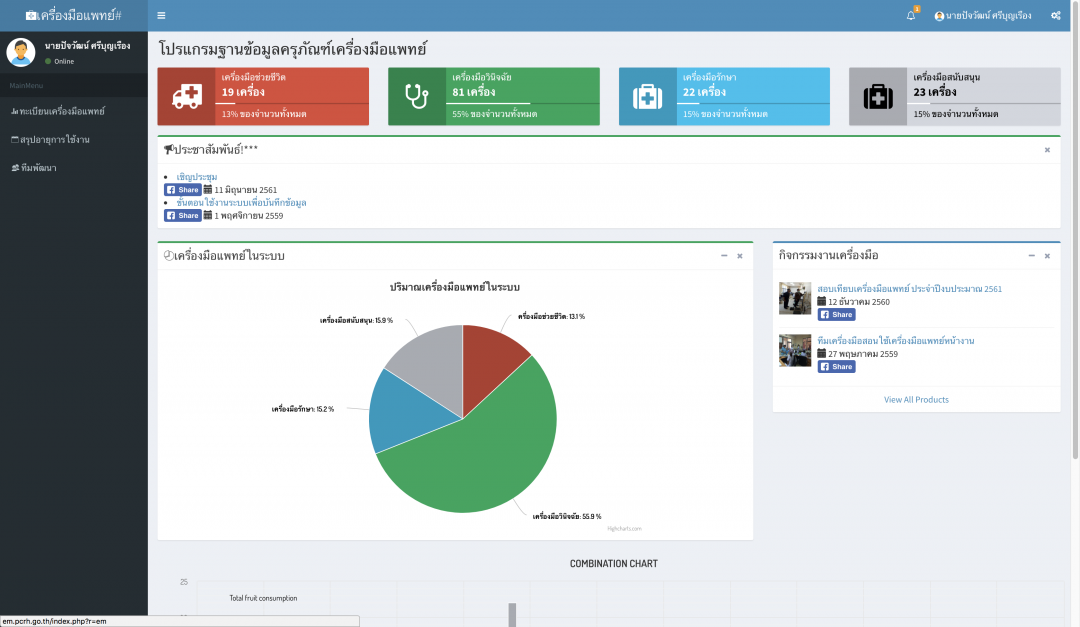 เครื่องมือแพทย์#
1
นายปัจวัฒน์ ศรีบุญเรือง
นายปัจวัฒน์ ศรีบุญเรือง
Online
MainMenu
ทะเบียนเครื่องมือแพทย์
สรุปอายุการใช้งาน
ทีมพัฒนา
โปรแกรมฐานข้อมูลครุภัณฑ์เครื่องมือแพทย์
เครื่องมือช่วยชีวิต
19 เครื่อง
13% ของจำนวนทั้งหมด
เครื่องมือวินิจฉัย
81 เครื่อง
55% ของจำนวนทั้งหมด
เครื่องมือรักษา
22 เครื่อง
15% ของจำนวนทั้งหมด
เครื่องมือสนับสนุน
23 เครื่อง
15% ของจำนวนทั้งหมด
ประชาสัมพันธ์!***
เชิญประชุม
Share 11 มิถุนายน 2561
ขั้นตอนใช้งานระบบเพื่อบันทึกข้อมูล
Share 1 พฤศจิกายน 2559
เครื่องมือแพทย์ในระบบ
ปริมาณเครื่องมือแพทย์ในระบบ
เครื่องมือสนับสนุน: 15.9 %
ครื่องมือช่วยชีวิต: 13.1 %
เครื่องมือรักษา: 15.2 %
เครื่องมือวินิจฉัย: 55.9 %
Highcharts.com
กิจกรรมงานเครื่องมือ
สอบเทียบเครื่องมือแพทย์ ประจำปีงบประมาณ 2561
12 ธันวาคม 2560
Share
ทีมเครื่องมือสอนใช้เครื่องมือแพทย์หน้างาน
27 พฤษภาคม 2559
Share
View All Products
COMBINATION CHART
25
Total fruit consumption
em.pcrh.go.th/index.php?r=em